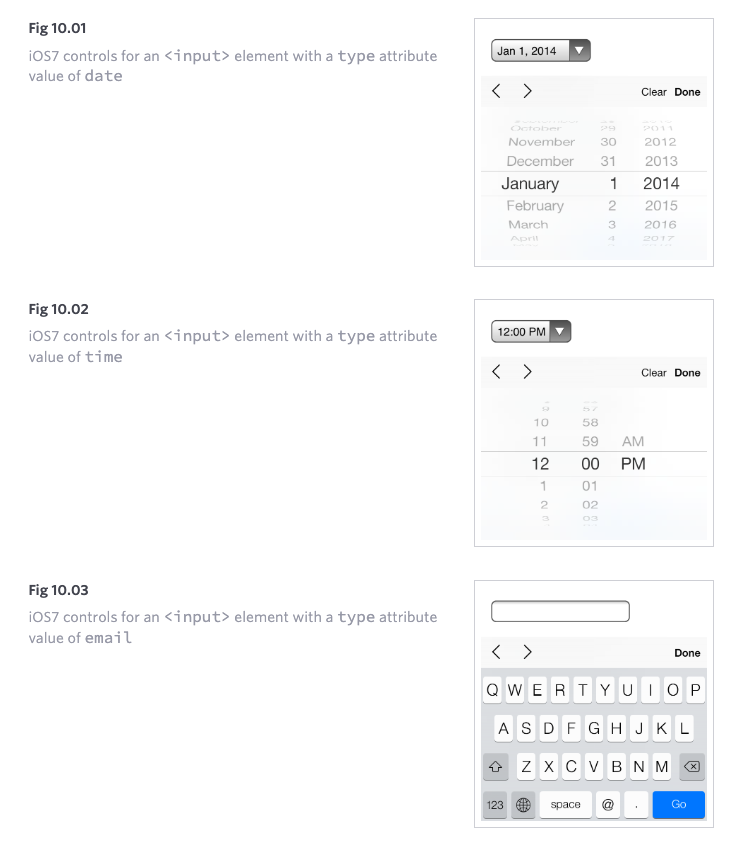 Fig 10.01
iOS7 controls for an <input> element with a type attribute
value of date
Jan 1, 2014
Clear Done
October 29 2011
November 30 2012
December 31 2013
January 1 2014
February 2 2015
March 3 2016
April 4 2017
Fig 10.02
iOS7 controls for an <input> element with a type attribute
value of time
12:00 PM
Clear Done
9 57
10 58
11 59 AM
12 00 PM
1 01
2 02
3 03
Fig 10.03
iOS7 controls for an <input> element with a type attribute
value of email
Done
Q W E R T Y U I O P
A S D F G H J K L
Z X C V B N M
123 space @ . Go